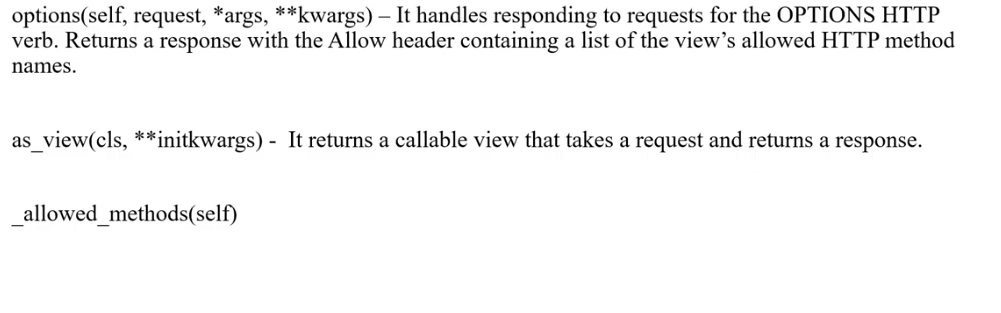 options(self, request, *args, **kwargs) – It handles responding to requests for the OPTIONS HTTP
verb. Returns a response with the Allow header containing a list of the view’s allowed HTTP method
names.
as_view(cls, **initkwargs) - It returns a callable view that takes a request and returns a response.
_allowed_methods(self)